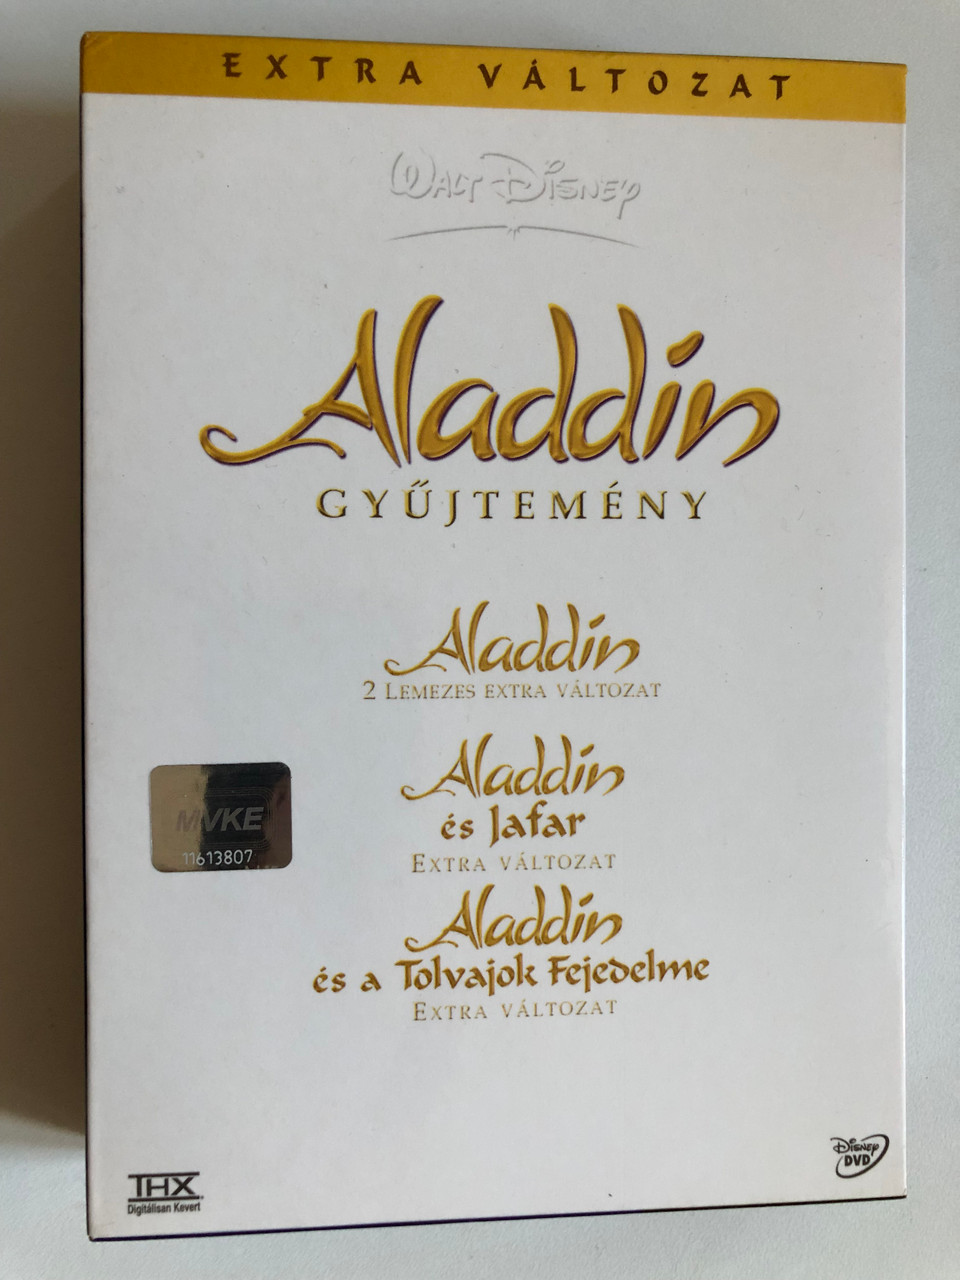 EXTRA VÁLTOZAT
WALT DISNEY
Aladdin
GYŰJTEMÉNY
Aladdin
2 LEMEZES EXTRA VÁLTOZAT
Aladdin
és Jafar
EXTRA VÁLTOZAT
Aladdin
és a Tolvajok Fejedelme
EXTRA VÁLTOZAT
MVKE
11613807
THX
Digitálisan Kevert
DISNEY
DVD